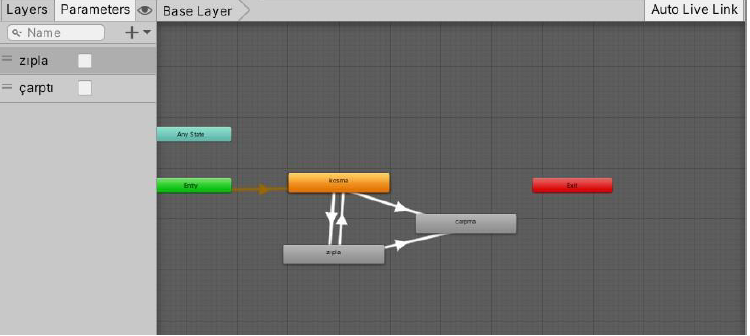 Layers Parameters Base Layer Auto Live Link
Name
zıpla
çarptı
Any State
Entry
kosma
Exit
carpma
zıpla